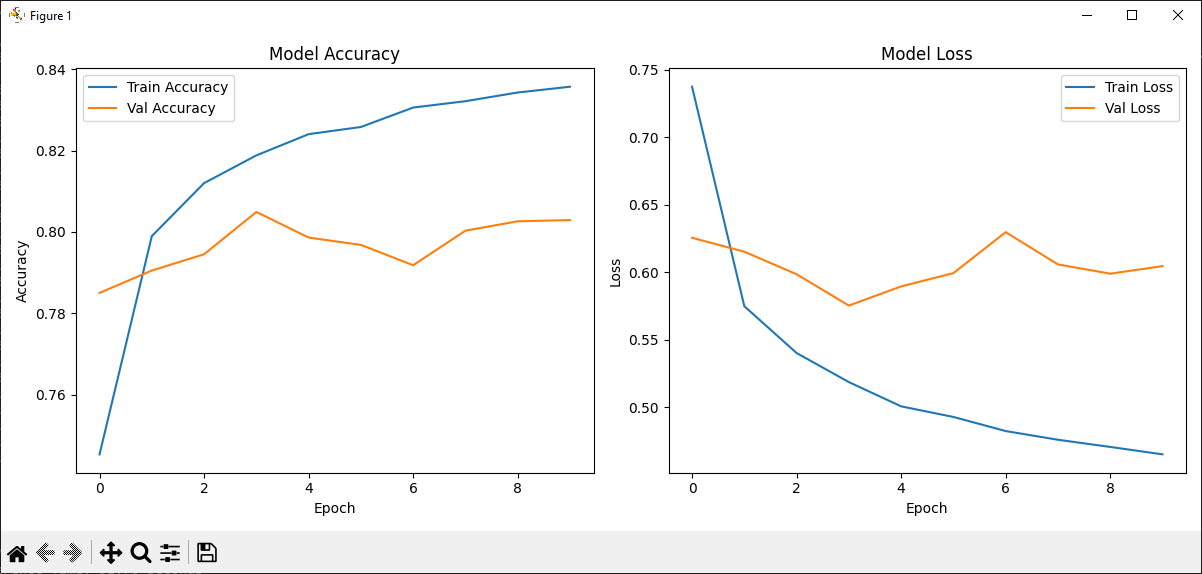 Figure 1
Model Accuracy
Train Accuracy
Val Accuracy
0.84
0.82
0.80
0.78
0.76
Accuracy
0 2 4 6 8
Epoch
Model Loss
Train Loss
Val Loss
0.75
0.70
0.65
0.60
0.55
0.50
Loss
0 2 4 6 8
Epoch